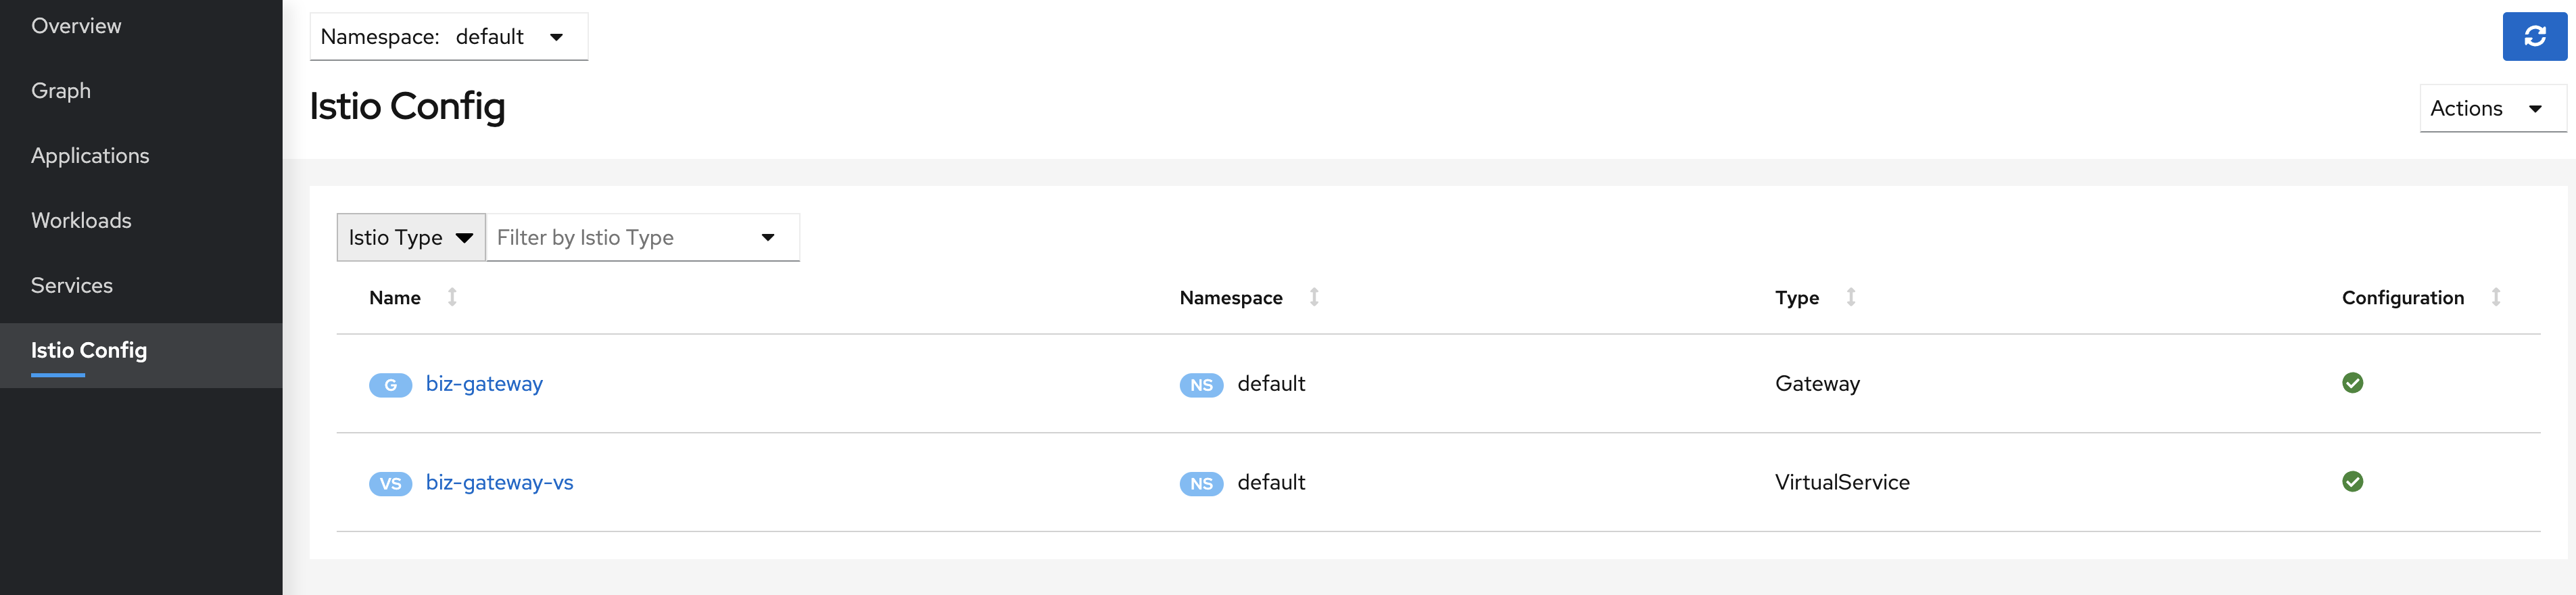 Overview
Graph
Applications
Workloads
Services
Istio Config
Namespace: default
Istio Config
Actions
Istio Type Filter by Istio Type
Name Namespace Type Configuration
G biz-gateway NS default Gateway
VS biz-gateway-vs NS default VirtualService